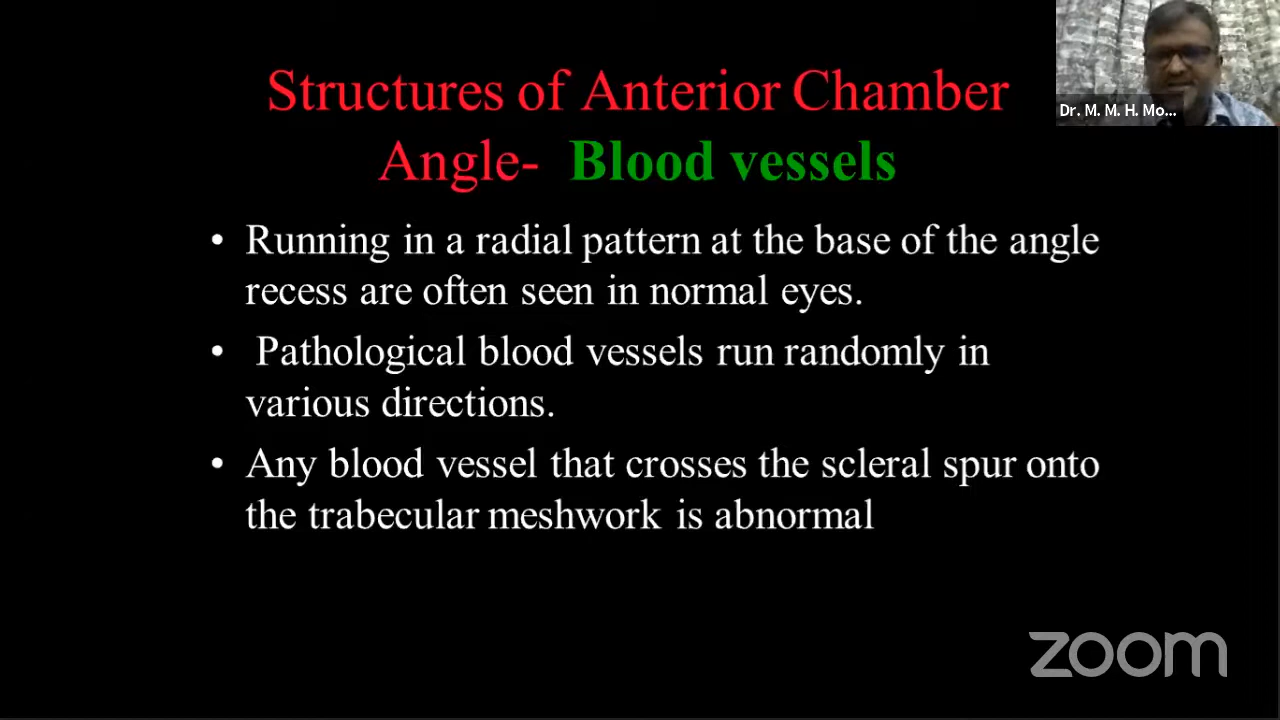 Structures of Anterior Chamber
Angle- Blood vessels
Dr. M. M. H. Mo...
• Running in a radial pattern at the base of the angle
recess are often seen in normal eyes.
• Pathological blood vessels run randomly in
various directions.
• Any blood vessel that crosses the scleral spur onto
the trabecular meshwork is abnormal
zoom